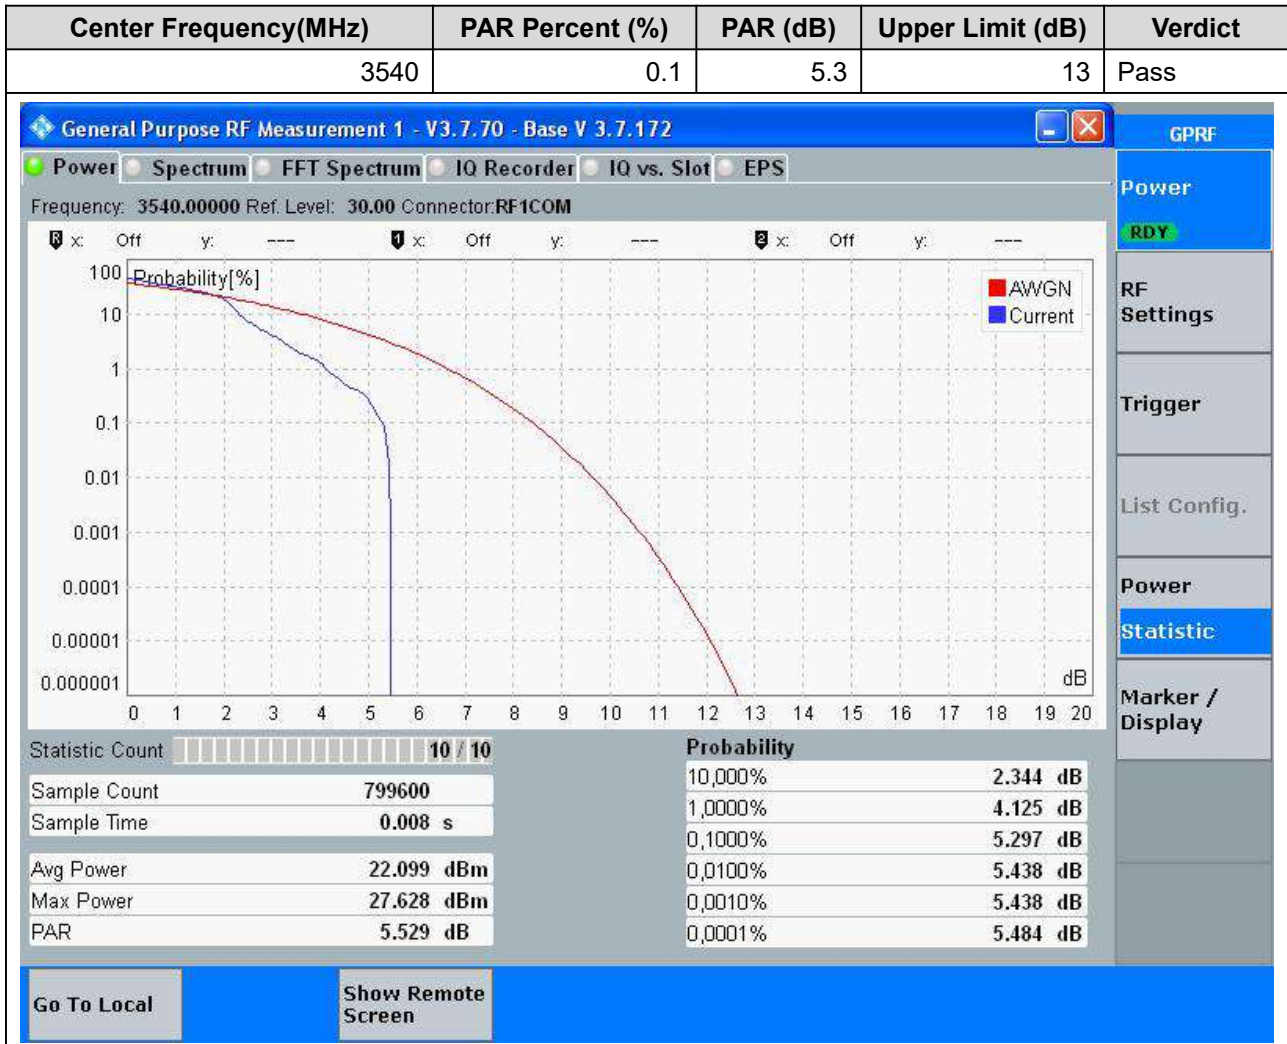 Center Frequency(MHz) PAR Percent (%) PAR (dB) Upper Limit (dB) Verdict
3540 0.1 5.3 13 Pass
General Purpose RF Measurement 1 - V3.7.70 - Base V 3.7.172
GPRF
Power Spectrum FFT Spectrum IQ Recorder IQ vs. Slot EPS
Frequency: 3540.00000 Ref. Level: 30.00 Connector:RF1COM
R x: Off y: --- 1 x: Off y: --- 2 x: Off y: ---
Power
RDY
RF
Settings
Trigger
List Config.
Power
Statistic
Marker /
Display
Probability[%]
AWGN
Current
100
10
1
0.1
0.01
0.001
0.0001
0.00001
0.000001
dB
0 1 2 3 4 5 6 7 8 9 10 11 12 13 14 15 16 17 18 19 20
Statistic Count 10 / 10
Sample Count 799600
Sample Time 0.008 s
Avg Power 22.099 dBm
Max Power 27.628 dBm
PAR 5.529 dB
Probability
10,000% 2.344 dB
1,0000% 4.125 dB
0,1000% 5.297 dB
0,0100% 5.438 dB
0,0010% 5.438 dB
0,0001% 5.484 dB
Go To Local
Show Remote
Screen